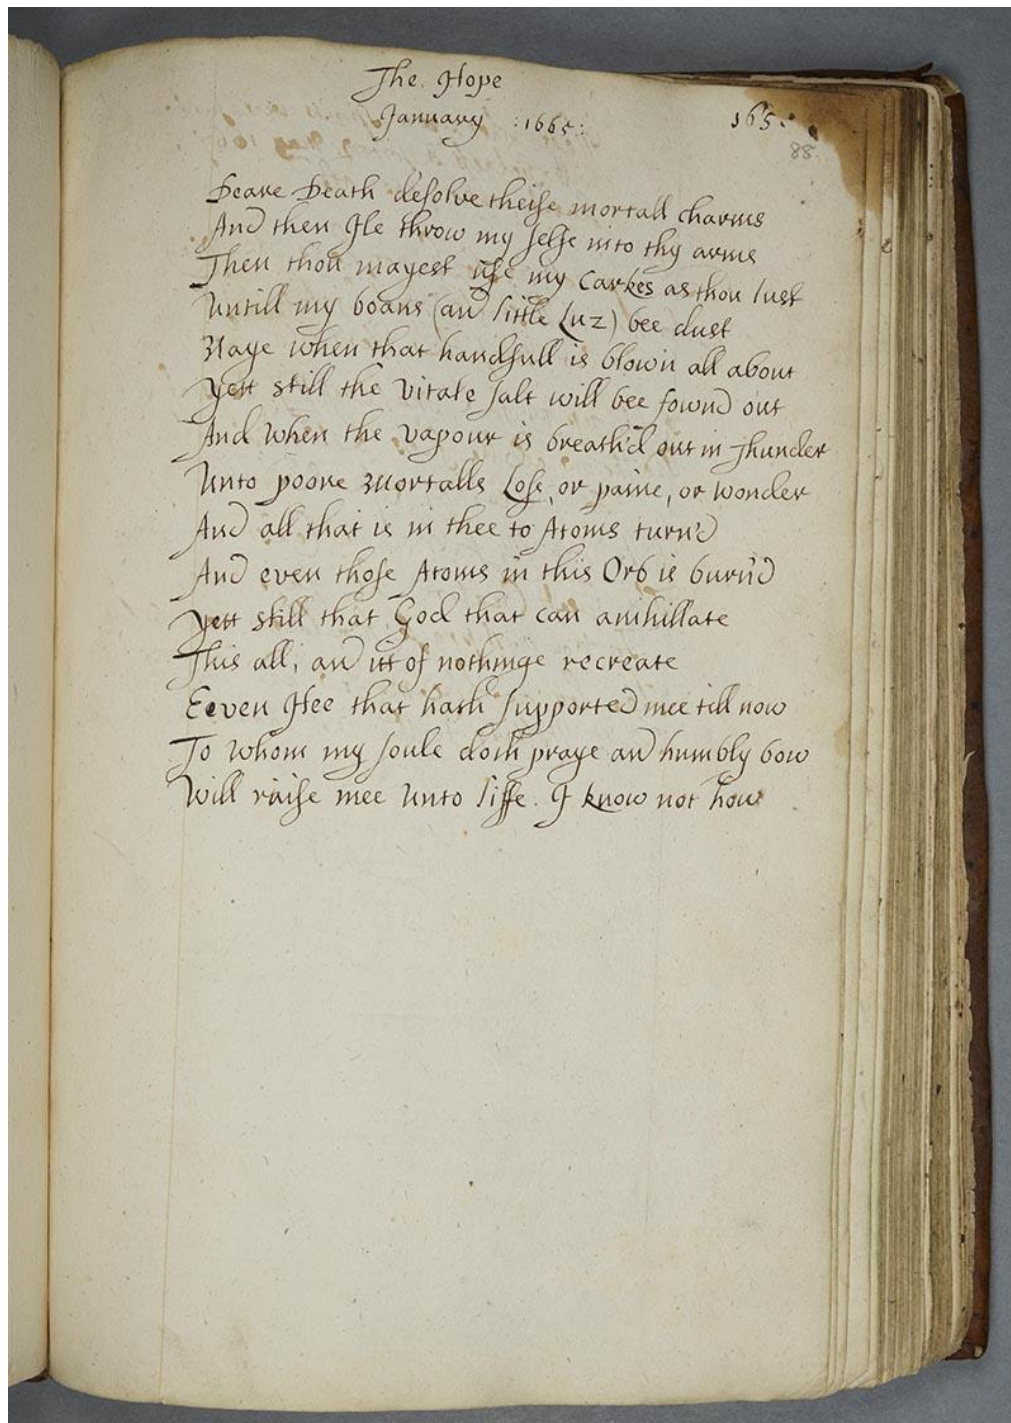 The. Hope
January :1665:
165:
88
Deare Death desolve theise mortall charms
And then Ile throw my selfe into thy arms
Then thou mayest use my Carkes as thou lust
Untill my boans (and little Luz) bee dust
Naye when that handfull is blown all about
Yett still the vitale salt will bee fownd out
And when the vapour is breath'd out in Thunder
Unto poore Mortalls Lose, or paine, or wonder
And all that is in thee to Atoms turn'd
And even those Atoms in this Orb is burn'd
Yett still that God that can anihillate
This all, and itt of nothinge recreate
Eeven Hee that hath supported mee till now
To whom my soule doth praye and humbly bow
Will raise mee unto liffe. I know not how